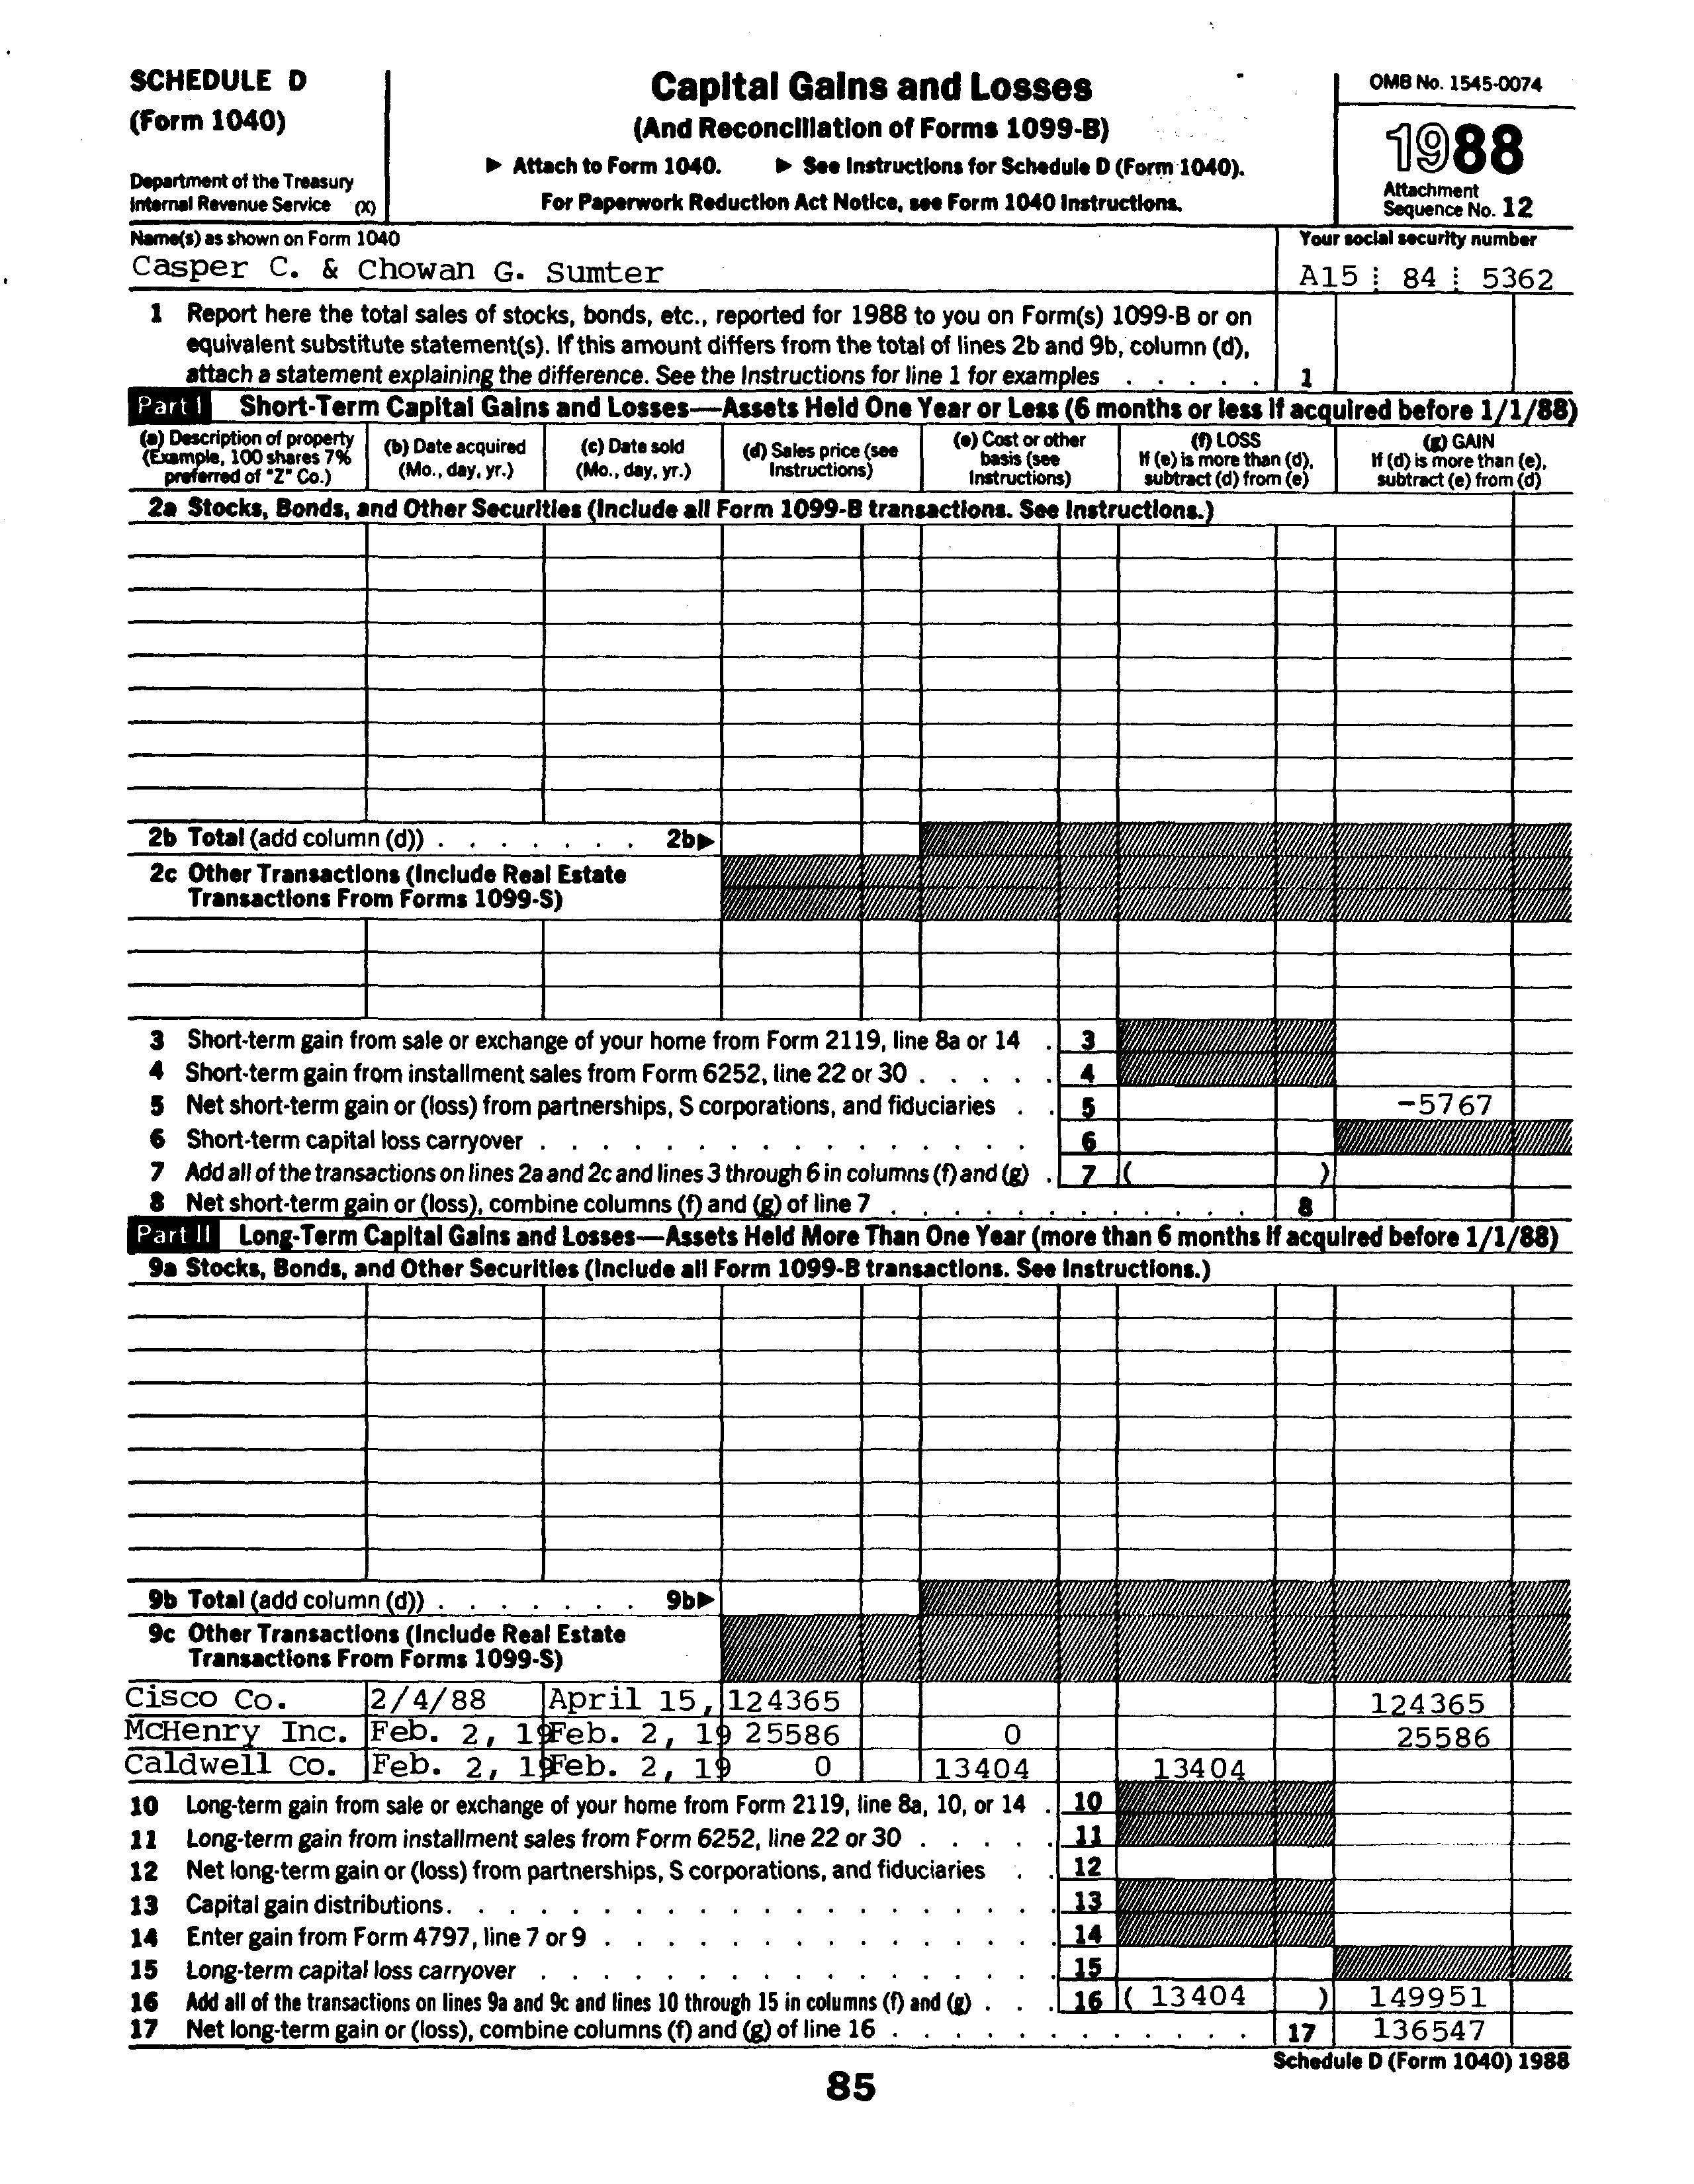 SCHEDULE D
(Form 1040)
Department of the Treasury
Internal Revenue Service (X)
Capital Gains and Losses
(And Reconciliation of Forms 1099-B)
▶ Attach to Form 1040. ▶ See Instructions for Schedule D (Form 1040).
For Paperwork Reduction Act Notice, see Form 1040 Instructions.
OMB No. 1545-0074
1988
Attachment
Sequence No. 12
Name(s) as shown on Form 1040
Casper C. & Chowan G. Sumter
Your social security number
A15 84 5362
1 Report here the total sales of stocks, bonds, etc., reported for 1988 to you on Form(s) 1099-B or on
equivalent substitute statement(s). If this amount differs from the total of lines 2b and 9b, column (d),
attach a statement explaining the difference. See the Instructions for line 1 for examples . . . . . 1
Part I Short-Term Capital Gains and Losses—Assets Held One Year or Less (6 months or less if acquired before 1/1/88)
(a) Description of property
(Example, 100 shares 7%
preferred of "Z" Co.)
(b) Date acquired
(Mo., day, yr.)
(c) Date sold
(Mo., day, yr.)
(d) Sales price (see
Instructions)
(e) Cost or other
basis (see
Instructions)
(f) LOSS
If (e) is more than (d),
subtract (d) from (e)
(g) GAIN
If (d) is more than (e),
subtract (e) from (d)
2a Stocks, Bonds, and Other Securities (Include all Form 1099-B transactions. See Instructions.)
2b Total (add column (d)) . . . . . . . 2b▶
2c Other Transactions (Include Real Estate
Transactions From Forms 1099-S)
3 Short-term gain from sale or exchange of your home from Form 2119, line 8a or 14 . 3
4 Short-term gain from installment sales from Form 6252, line 22 or 30 . . . . . 4
5 Net short-term gain or (loss) from partnerships, S corporations, and fiduciaries . . 5 -5767
6 Short-term capital loss carryover . . . . . . . . . . . . . . . . 6
7 Add all of the transactions on lines 2a and 2c and lines 3 through 6 in columns (f) and (g) . 7 ( )
8 Net short-term gain or (loss), combine columns (f) and (g) of line 7 . . . . . . . . . . . . 8
Part II Long-Term Capital Gains and Losses—Assets Held More Than One Year (more than 6 months if acquired before 1/1/88)
9a Stocks, Bonds, and Other Securities (Include all Form 1099-B transactions. See Instructions.)
9b Total (add column (d)) . . . . . . . 9b▶
9c Other Transactions (Include Real Estate
Transactions From Forms 1099-S)
Cisco Co. 2/4/88 April 15, 124365 124365
McHenry Inc. Feb. 2, 19 Feb. 2, 19 25586 0 25586
Caldwell Co. Feb. 2, 19 Feb. 2, 19 0 13404 13404
10 Long-term gain from sale or exchange of your home from Form 2119, line 8a, 10, or 14 . 10
11 Long-term gain from installment sales from Form 6252, line 22 or 30 . . . . . 11
12 Net long-term gain or (loss) from partnerships, S corporations, and fiduciaries . . 12
13 Capital gain distributions . . . . . . . . . . . . . . . . . . . . 13
14 Enter gain from Form 4797, line 7 or 9 . . . . . . . . . . . . . . 14
15 Long-term capital loss carryover . . . . . . . . . . . . . . . . . 15
16 Add all of the transactions on lines 9a and 9c and lines 10 through 15 in columns (f) and (g) . . . 16 ( 13404 ) 149951
17 Net long-term gain or (loss), combine columns (f) and (g) of line 16 . . . . . . . . . . . . 17 136547
Schedule D (Form 1040) 1988
85